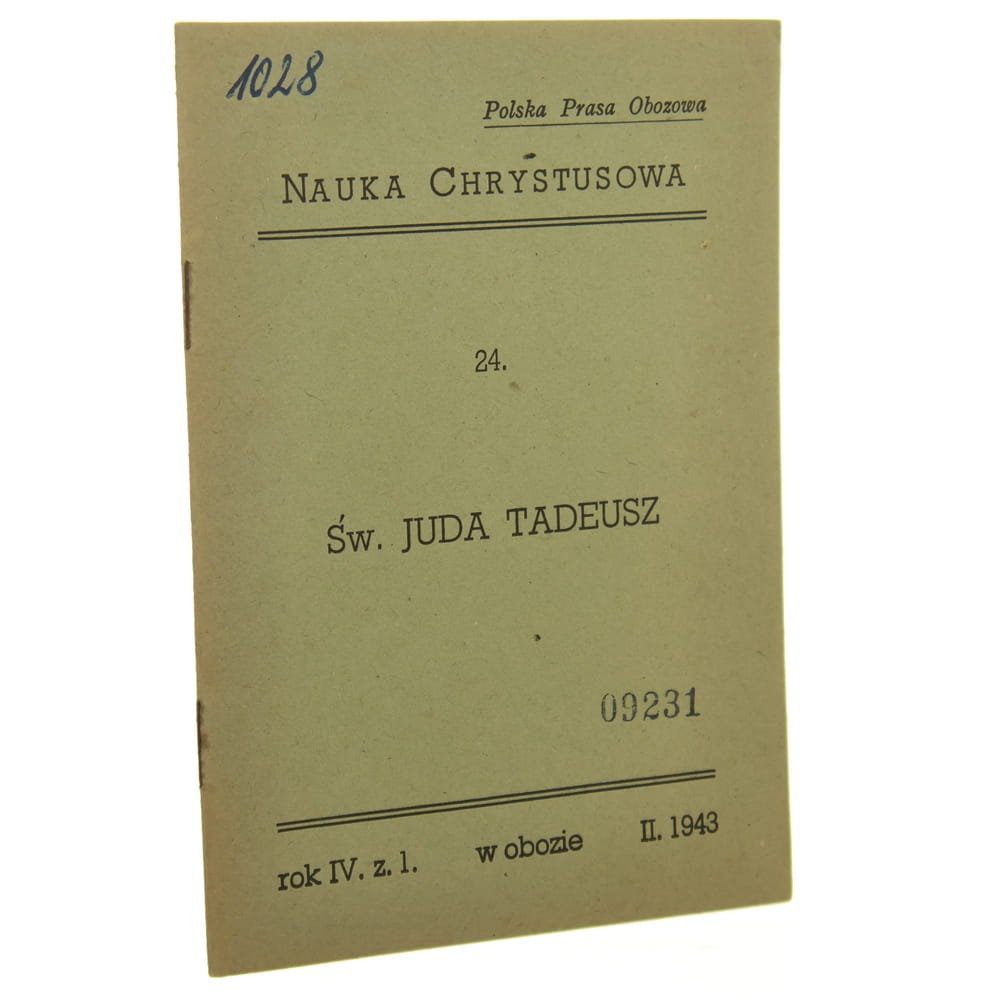 1028
Polska Prasa Obozowa
NAUKA CHRYSTUSOWA
24.
Św. JUDA TADEUSZ
09231
rok IV. z. 1. w obozie II. 1943